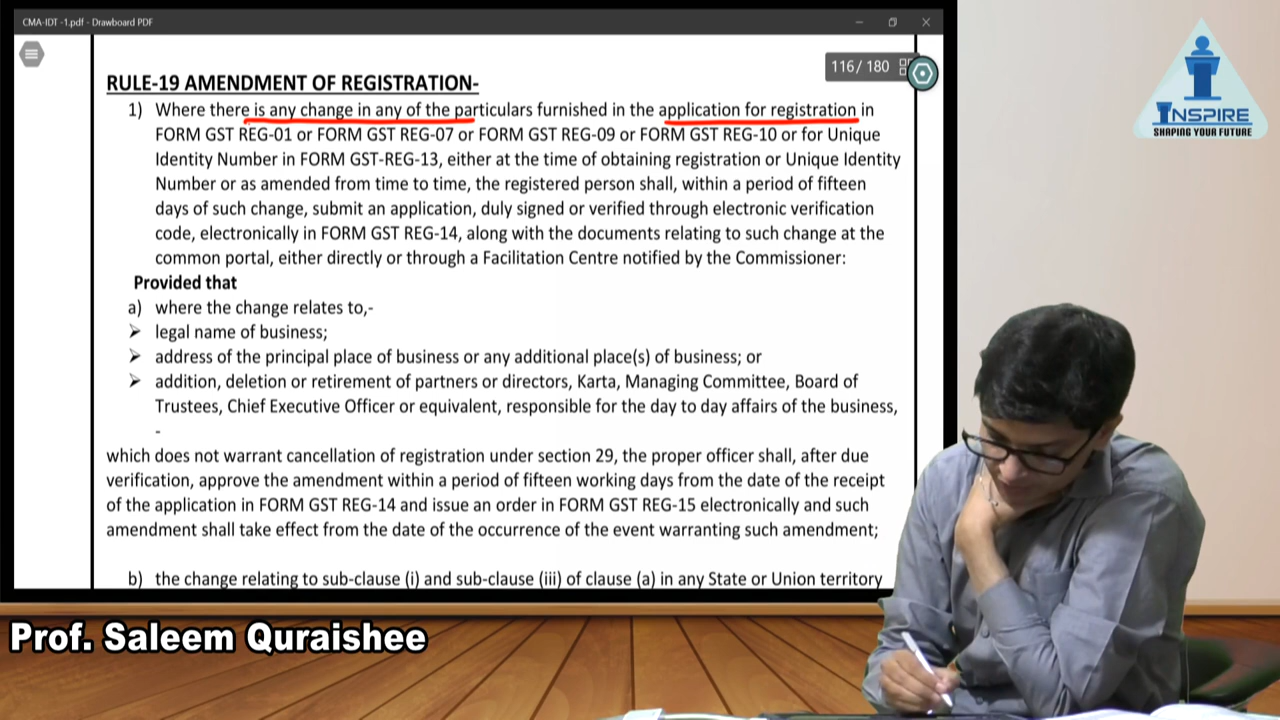 CMA-IDT -1.pdf - Drawboard PDF
116/ 180
INSPIRE
SHAPING YOUR FUTURE
RULE-19 AMENDMENT OF REGISTRATION-
1) Where there is any change in any of the particulars furnished in the application for registration in
FORM GST REG-01 or FORM GST REG-07 or FORM GST REG-09 or FORM GST REG-10 or for Unique
Identity Number in FORM GST-REG-13, either at the time of obtaining registration or Unique Identity
Number or as amended from time to time, the registered person shall, within a period of fifteen
days of such change, submit an application, duly signed or verified through electronic verification
code, electronically in FORM GST REG-14, along with the documents relating to such change at the
common portal, either directly or through a Facilitation Centre notified by the Commissioner:
Provided that
a) where the change relates to,-
➢ legal name of business;
➢ address of the principal place of business or any additional place(s) of business; or
➢ addition, deletion or retirement of partners or directors, Karta, Managing Committee, Board of
Trustees, Chief Executive Officer or equivalent, responsible for the day to day affairs of the business,
-
which does not warrant cancellation of registration under section 29, the proper officer shall, after due
verification, approve the amendment within a period of fifteen working days from the date of the receipt
of the application in FORM GST REG-14 and issue an order in FORM GST REG-15 electronically and such
amendment shall take effect from the date of the occurrence of the event warranting such amendment;
b) the change relating to sub-clause (i) and sub-clause (iii) of clause (a) in any State or Union territory
Prof. Saleem Quraishee